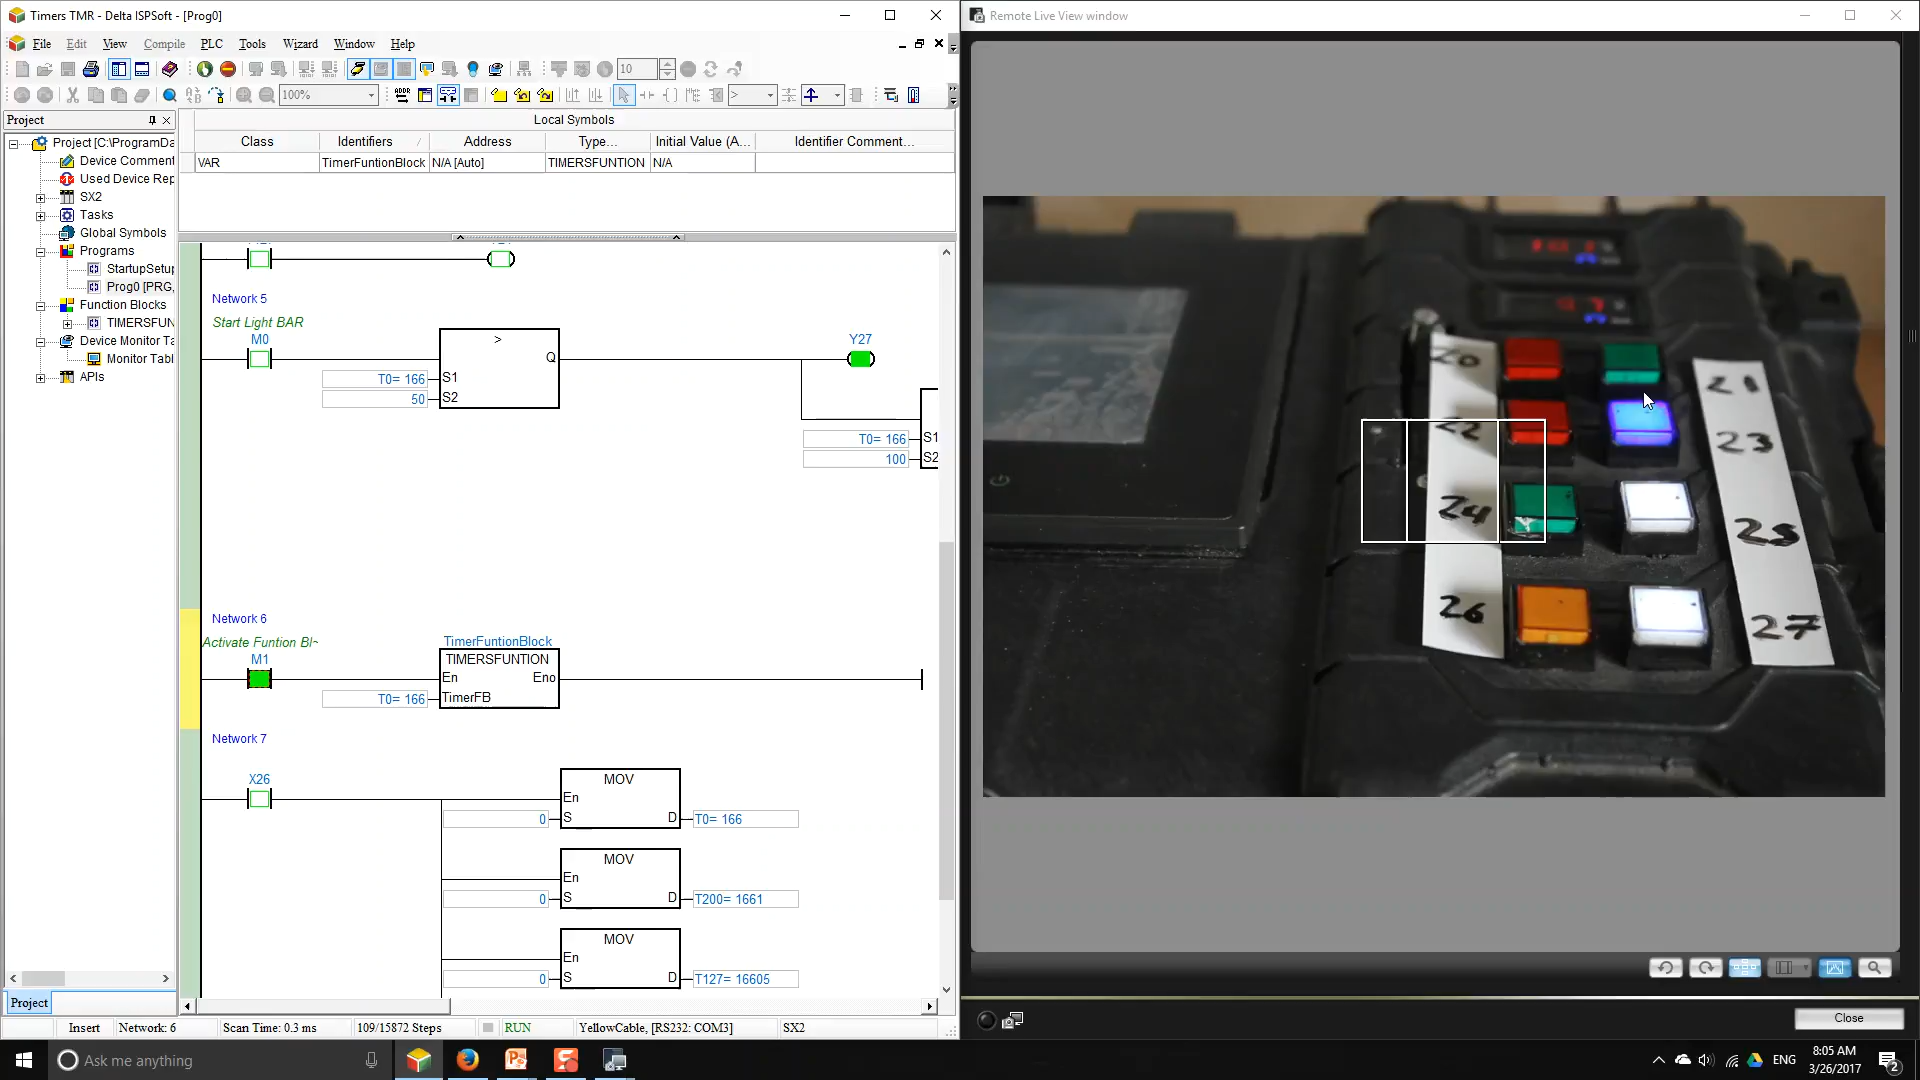 Timers TMR - Delta ISPSoft - [Prog0]
File Edit View Compile PLC Tools Wizard Window Help
10
100%
>
Project
Project [C:\ProgramDa
Device Comment
Used Device Rep
SX2
Tasks
Global Symbols
Programs
StartupSetup
Prog0 [PRG,
Function Blocks
TIMERSFUN
Device Monitor Ta
Monitor Tabl
APIs
Project
Local Symbols
Class Identifiers Address Type... Initial Value (A... Identifier Comment...
VAR TimerFuntionBlock N/A [Auto] TIMERSFUNTION N/A
Network 5
Start Light BAR
M0 > Q Y27
T0= 166 S1
50 S2
T0= 166 S1
100 S2
Network 6
Activate Funtion Bl~
M1 TimerFuntionBlock
TIMERSFUNTION
En Eno
T0= 166 TimerFB
Network 7
X26 MOV
En
0 S D T0= 166
MOV
En
0 S D T200= 1661
MOV
En
0 S D T127= 16605
Insert Network: 6 Scan Time: 0.3 ms 109/15872 Steps RUN YellowCable, [RS232: COM3] SX2
Remote Live View window
20 21
22 23
24 25
26 27
Close
Ask me anything
ENG 8:05 AM
3/26/2017
2